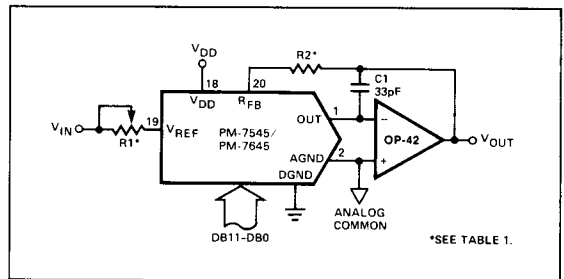 VDD
R2*
18
20
C1
33pF
VDD
RFB
OUT
1
VIN
19
VREF
PM-7545/
PM-7645
R1*
–
OP-42
+
VOUT
AGND
2
DGND
ANALOG
COMMON
DB11-DB0
*SEE TABLE 1.